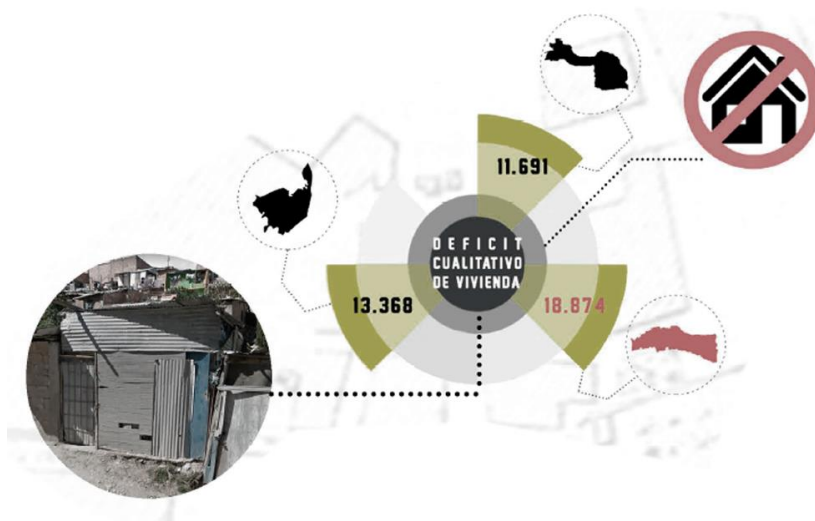 11.691
DEFICIT
CUALITATIVO
DE VIVIENDA
13.368
18.874